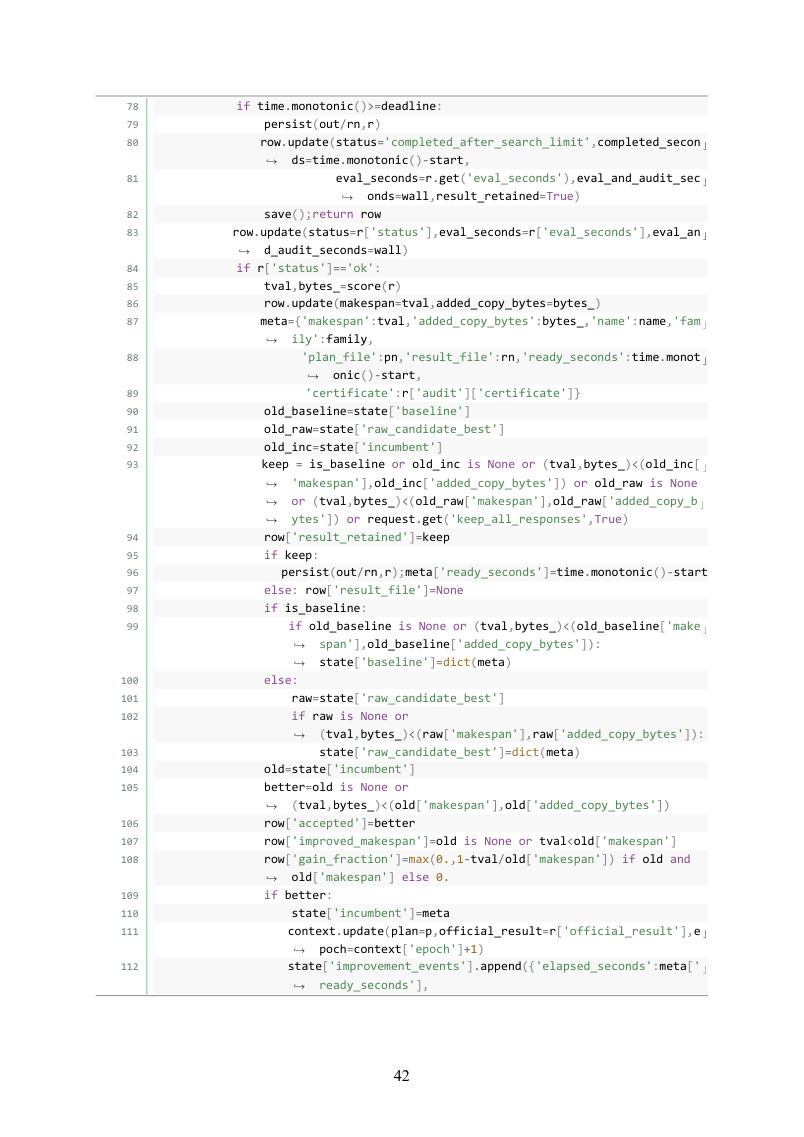 78 if time.monotonic()>=deadline:
79 persist(out/rn,r)
80 row.update(status='completed_after_search_limit',completed_secon⌋
↪ ds=time.monotonic()-start,
81 eval_seconds=r.get('eval_seconds'),eval_and_audit_sec⌋
↪ onds=wall,result_retained=True)
82 save();return row
83 row.update(status=r['status'],eval_seconds=r['eval_seconds'],eval_an⌋
↪ d_audit_seconds=wall)
84 if r['status']=='ok':
85 tval,bytes_=score(r)
86 row.update(makespan=tval,added_copy_bytes=bytes_)
87 meta={'makespan':tval,'added_copy_bytes':bytes_,'name':name,'fam⌋
↪ ily':family,
88 'plan_file':pn,'result_file':rn,'ready_seconds':time.monot⌋
↪ onic()-start,
89 'certificate':r['audit']['certificate']}
90 old_baseline=state['baseline']
91 old_raw=state['raw_candidate_best']
92 old_inc=state['incumbent']
93 keep = is_baseline or old_inc is None or (tval,bytes_)<(old_inc[⌋
↪ 'makespan'],old_inc['added_copy_bytes']) or old_raw is None
↪ or (tval,bytes_)<(old_raw['makespan'],old_raw['added_copy_b⌋
↪ ytes']) or request.get('keep_all_responses',True)
94 row['result_retained']=keep
95 if keep:
96 persist(out/rn,r);meta['ready_seconds']=time.monotonic()-start
97 else: row['result_file']=None
98 if is_baseline:
99 if old_baseline is None or (tval,bytes_)<(old_baseline['make⌋
↪ span'],old_baseline['added_copy_bytes']):
↪ state['baseline']=dict(meta)
100 else:
101 raw=state['raw_candidate_best']
102 if raw is None or
↪ (tval,bytes_)<(raw['makespan'],raw['added_copy_bytes']):
103 state['raw_candidate_best']=dict(meta)
104 old=state['incumbent']
105 better=old is None or
↪ (tval,bytes_)<(old['makespan'],old['added_copy_bytes'])
106 row['accepted']=better
107 row['improved_makespan']=old is None or tval<old['makespan']
108 row['gain_fraction']=max(0.,1-tval/old['makespan']) if old and
↪ old['makespan'] else 0.
109 if better:
110 state['incumbent']=meta
111 context.update(plan=p,official_result=r['official_result'],e⌋
↪ poch=context['epoch']+1)
112 state['improvement_events'].append({'elapsed_seconds':meta['⌋
↪ ready_seconds'],
42